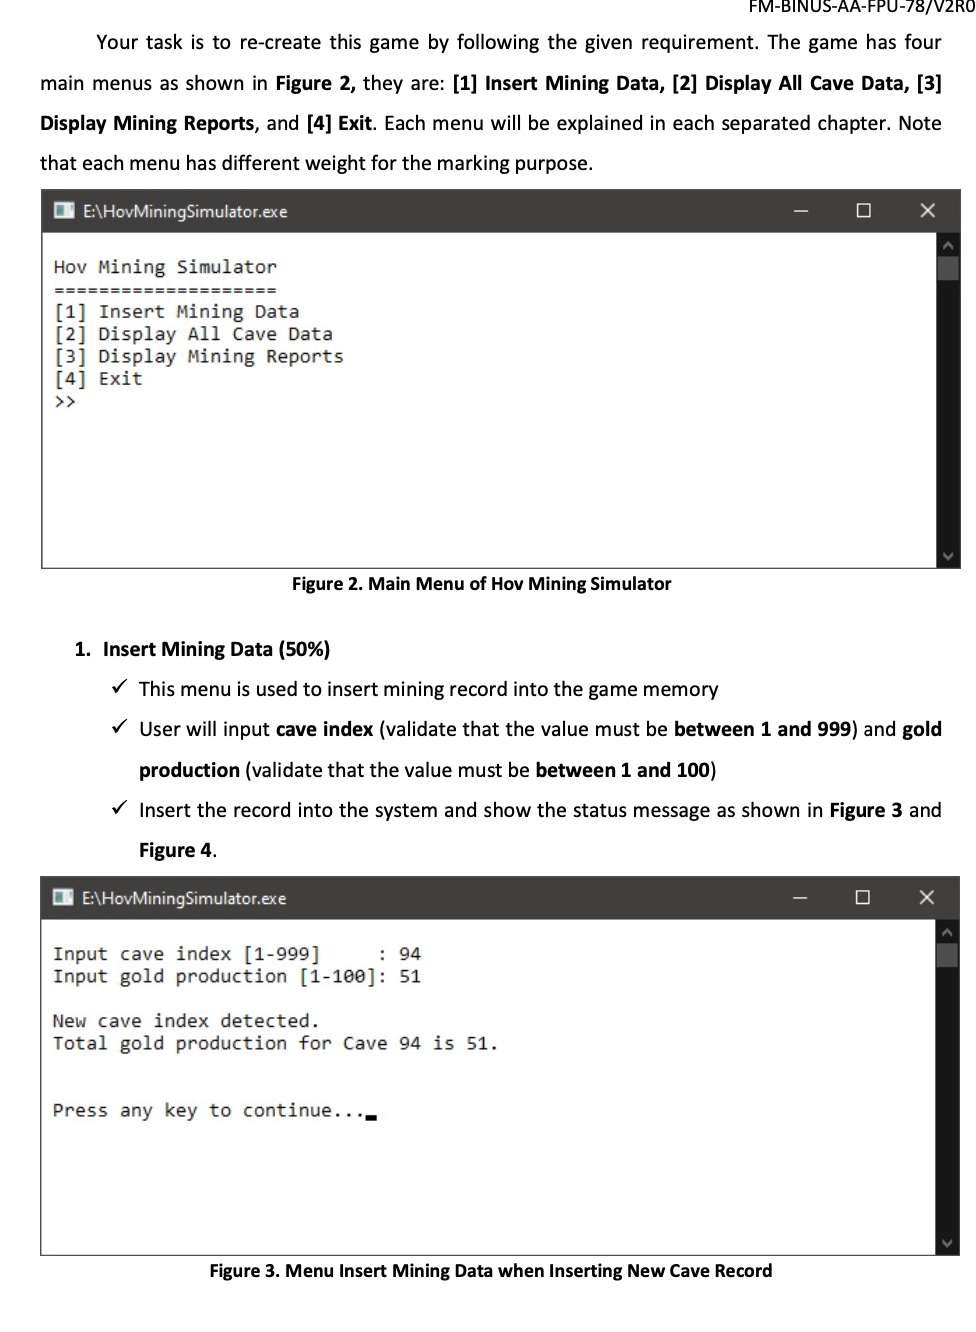 FM-BINUS-AA-FPU-78/V2R0
Your task is to re-create this game by following the given requirement. The game has four
main menus as shown in Figure 2, they are: [1] Insert Mining Data, [2] Display All Cave Data, [3]
Display Mining Reports, and [4] Exit. Each menu will be explained in each separated chapter. Note
that each menu has different weight for the marking purpose.
E:\HovMiningSimulator.exe
Hov Mining Simulator
====================
[1] Insert Mining Data
[2] Display All Cave Data
[3] Display Mining Reports
[4] Exit
>>
Figure 2. Main Menu of Hov Mining Simulator
1. Insert Mining Data (50%)
✓ This menu is used to insert mining record into the game memory
✓ User will input cave index (validate that the value must be between 1 and 999) and gold
production (validate that the value must be between 1 and 100)
✓ Insert the record into the system and show the status message as shown in Figure 3 and
Figure 4.
E:\HovMiningSimulator.exe
Input cave index [1-999]     : 94
Input gold production [1-100]: 51
New cave index detected.
Total gold production for Cave 94 is 51.
Press any key to continue..._
Figure 3. Menu Insert Mining Data when Inserting New Cave Record